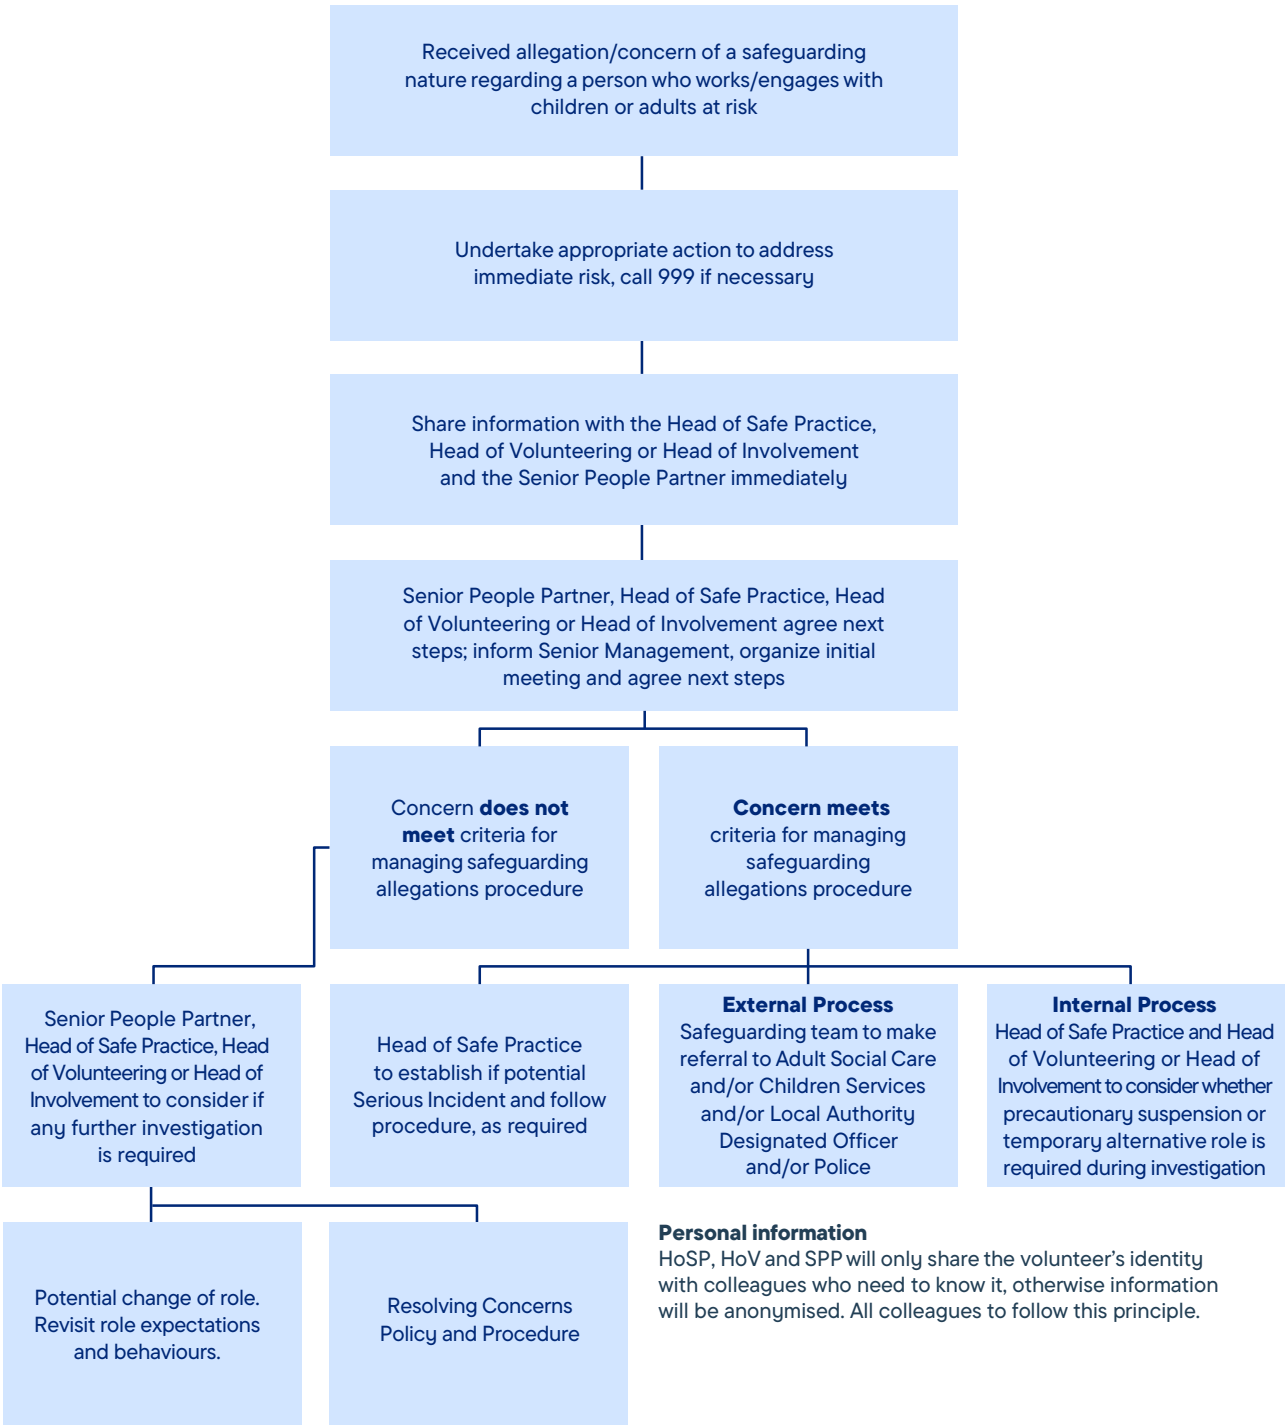 Received allegation/concern of a safeguarding
nature regarding a person who works/engages with
children or adults at risk
Undertake appropriate action to address
immediate risk, call 999 if necessary
Share information with the Head of Safe Practice,
Head of Volunteering or Head of Involvement
and the Senior People Partner immediately
Senior People Partner, Head of Safe Practice, Head
of Volunteering or Head of Involvement agree next
steps; inform Senior Management, organize initial
meeting and agree next steps
Concern does not
meet criteria for
managing safeguarding
allegations procedure
Concern meets
criteria for managing
safeguarding
allegations procedure
Senior People Partner,
Head of Safe Practice, Head
of Volunteering or Head of
Involvement to consider if
any further investigation
is required
Head of Safe Practice
to establish if potential
Serious Incident and follow
procedure, as required
External Process
Safeguarding team to make
referral to Adult Social Care
and/or Children Services
and/or Local Authority
Designated Officer
and/or Police
Internal Process
Head of Safe Practice and Head
of Volunteering or Head of
Involvement to consider whether
precautionary suspension or
temporary alternative role is
required during investigation
Potential change of role.
Revisit role expectations
and behaviours.
Resolving Concerns
Policy and Procedure
Personal information
HoSP, HoV and SPP will only share the volunteer’s identity
with colleagues who need to know it, otherwise information
will be anonymised. All colleagues to follow this principle.